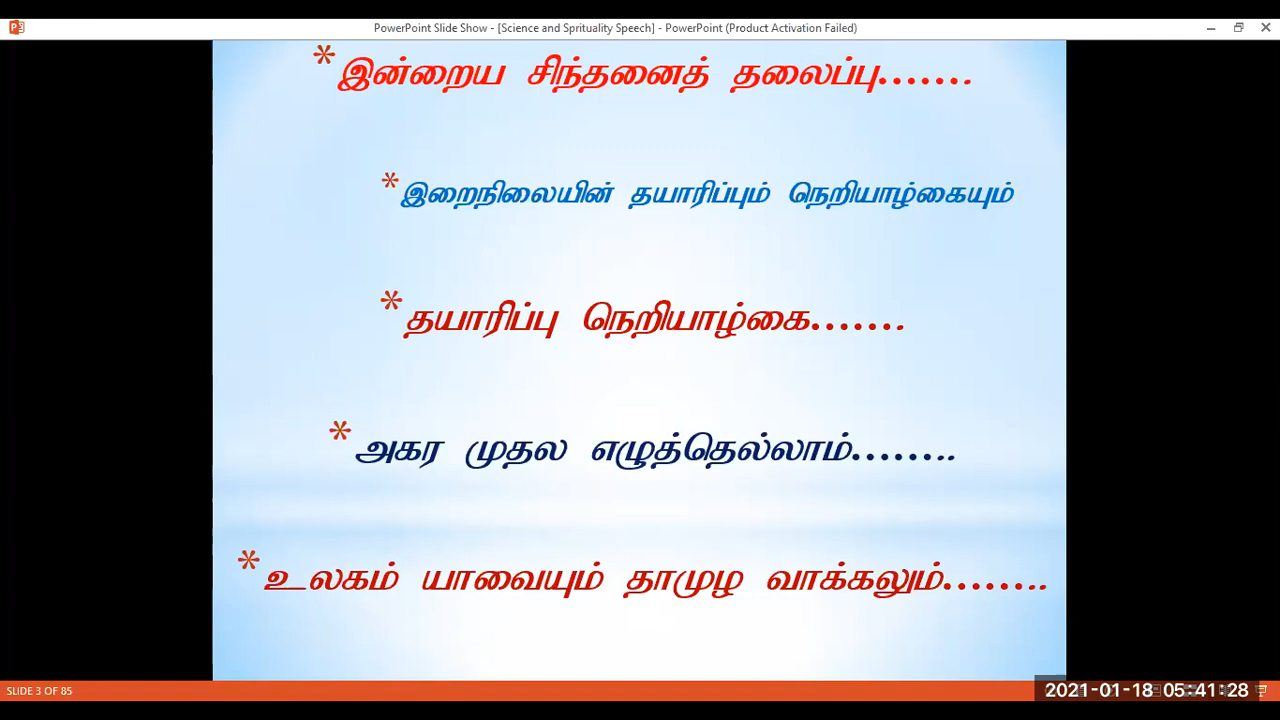 PowerPoint Slide Show - [Science and Sprituality Speech] - PowerPoint (Product Activation Failed)
* இன்றைய சிந்தனைத் தலைப்பு.......
* இறைநிலையின் தயாரிப்பும் நெறியாழ்கையும்
* தயாரிப்பு நெறியாழ்கை.......
* அகர முதல எழுத்தெல்லாம்........
* உலகம் யாவையும் தாமுழ வாக்கலும்........
SLIDE 3 OF 85
2021-01-18 05:41:28